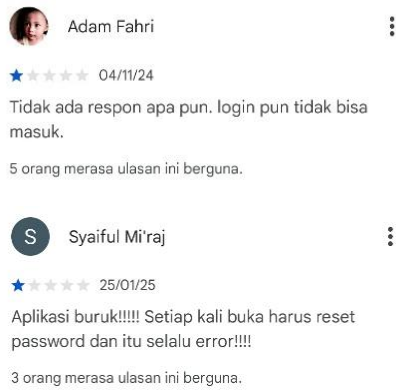 Adam Fahri
04/11/24
Tidak ada respon apa pun. login pun tidak bisa
masuk.
5 orang merasa ulasan ini berguna.
S
Syaiful Mi'raj
25/01/25
Aplikasi buruk!!!!! Setiap kali buka harus reset
password dan itu selalu error!!!!
3 orang merasa ulasan ini berguna.